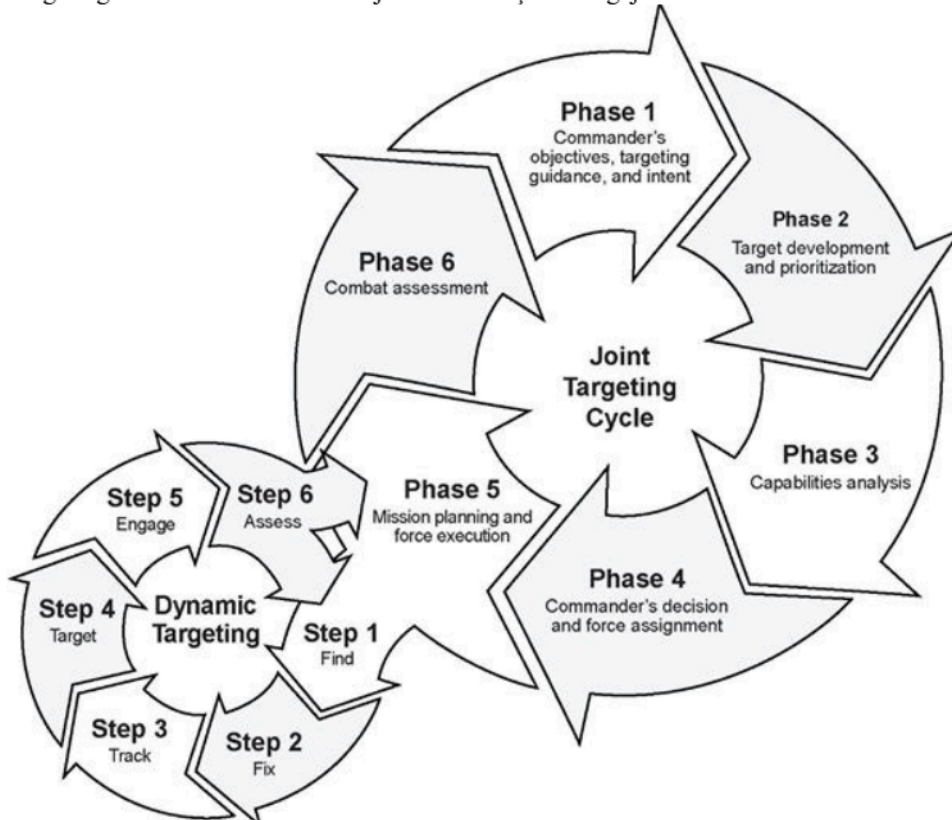 Phase 1
Commander's
objectives, targeting
guidance, and intent
Phase 2
Target development
and prioritization
Phase 6
Combat assessment
Joint
Targeting
Cycle
Phase 3
Capabilities analysis
Phase 5
Mission planning and
force execution
Phase 4
Commander's decision
and force assignment
Step 5
Engage
Step 6
Assess
Step 4
Target
Dynamic
Targeting
Step 1
Find
Step 3
Track
Step 2
Fix